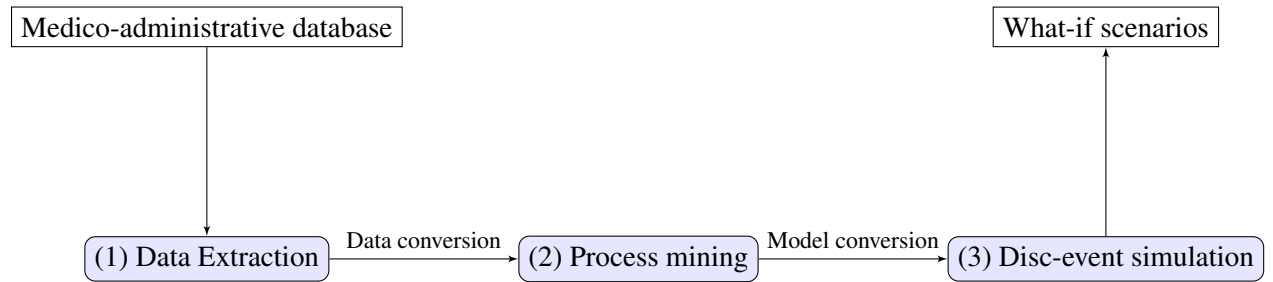 Medico-administrative database
What-if scenarios
(1) Data Extraction
Data conversion
(2) Process mining
Model conversion
(3) Disc-event simulation